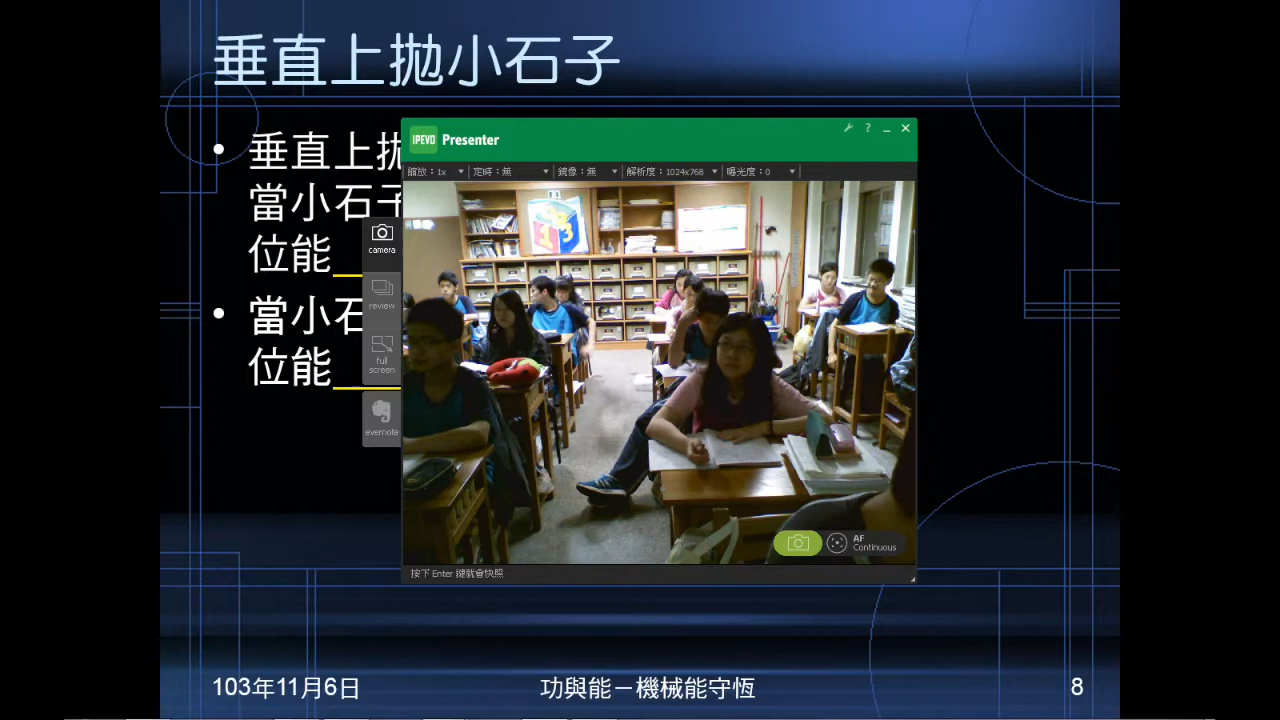 垂直上拋小石子
• 垂直上拋
當小石子
位能
• 當小石
位能
IPEVO Presenter
縮放：1x 定時：無 鏡像：無 解析度：1024x768 曝光度：0
camera
review
full
screen
evernote
AF
Continuous
按下 Enter 鍵就會快照
103年11月6日 功與能－機械能守恆 8